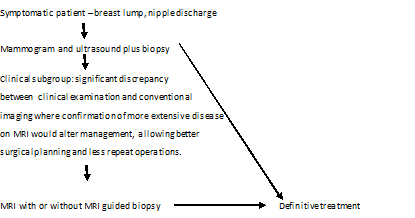 Symptomatic patient – breast lump, nipple discharge
Mammogram and ultrasound plus biopsy
Clinical subgroup: significant discrepancy
between clinical examination and conventional
imaging where confirmation of more extensive disease
on MRI would alter management, allowing better
surgical planning and less repeat operations.
MRI with or without MRI guided biopsy
Definitive treatment